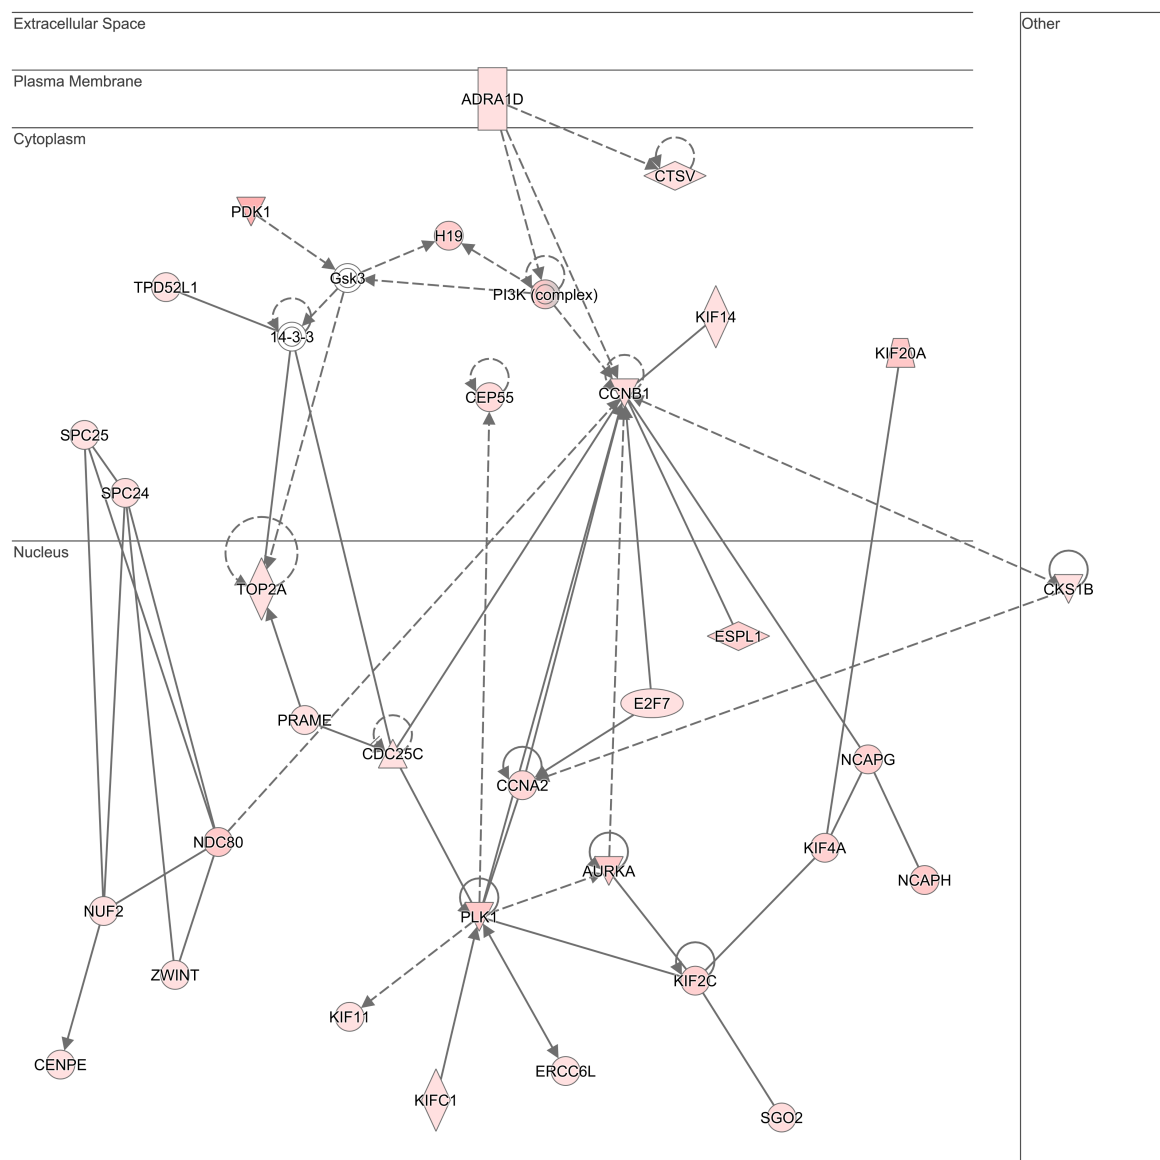 Extracellular Space
Other
Plasma Membrane
ADRA1D
Cytoplasm
CTSV
PDK1
H19
Gsk3
TPD52L1
PI3K (complex)
KIF14
14-3-3
KIF20A
CEP55
CCNB1
SPC25
SPC24
Nucleus
TOP2A
CKS1B
ESPL1
E2F7
PRAME
CDC25C
NCAPG
CCNA2
NDC80
KIF4A
AURKA
NCAPH
NUF2
PLK1
ZWINT
KIF2C
KIF11
CENPE
ERCC6L
KIFC1
SGO2